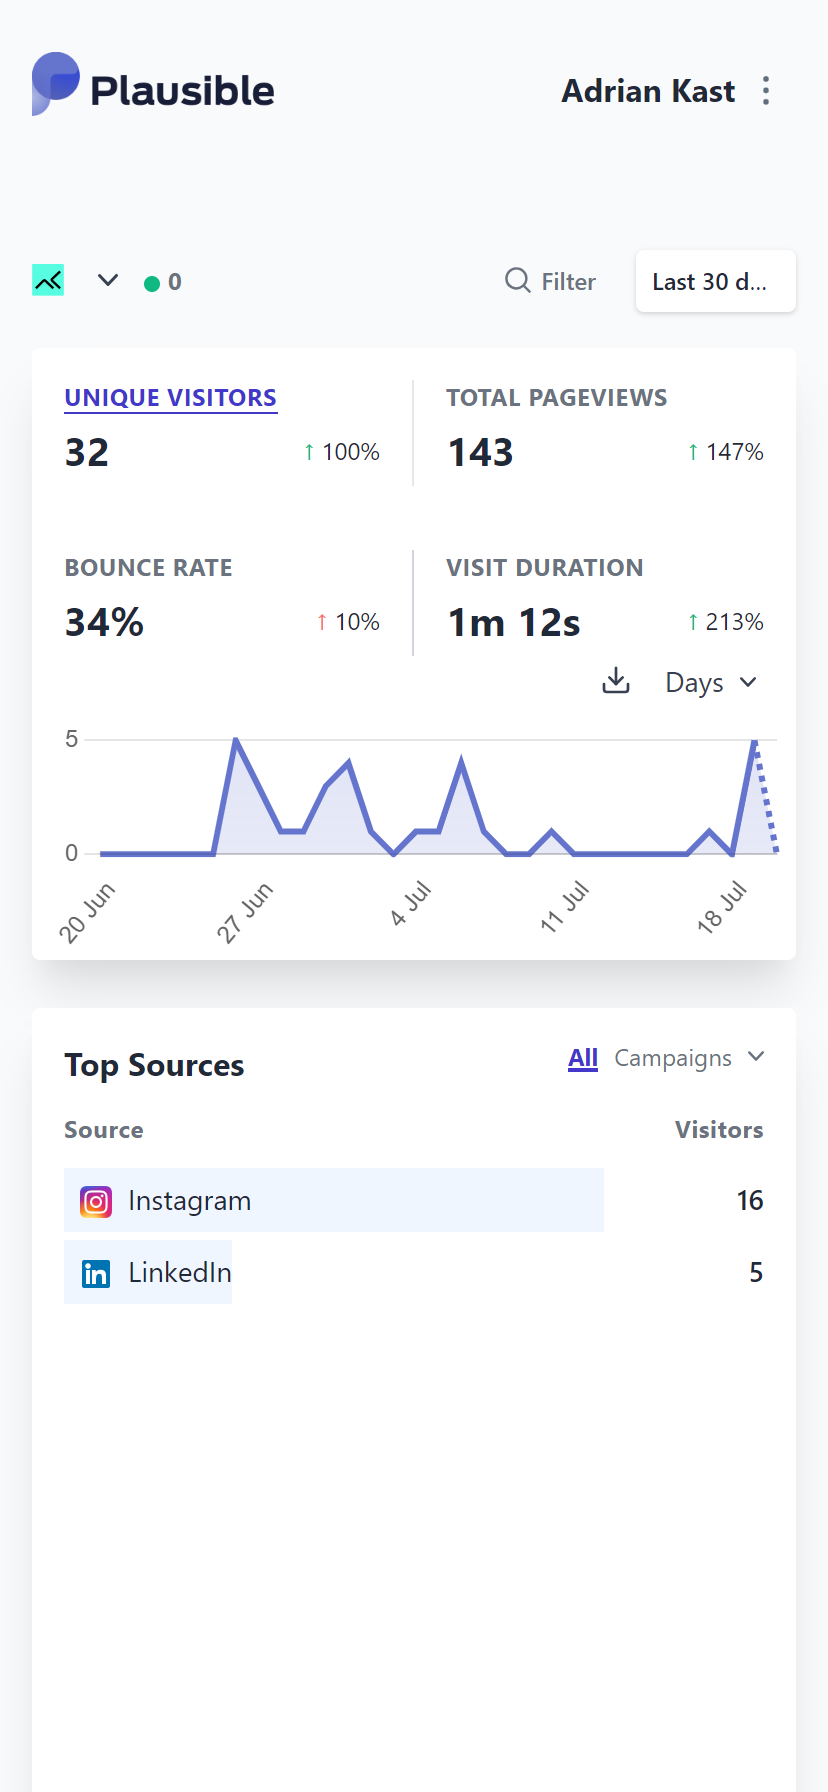 Plausible
Adrian Kast
0
Filter
Last 30 d...
UNIQUE VISITORS
32
↑ 100%
TOTAL PAGEVIEWS
143
↑ 147%
BOUNCE RATE
34%
↑ 10%
VISIT DURATION
1m 12s
↑ 213%
Days
5
0
20 Jun
27 Jun
4 Jul
11 Jul
18 Jul
Top Sources
All Campaigns
Source Visitors
Instagram 16
LinkedIn 5